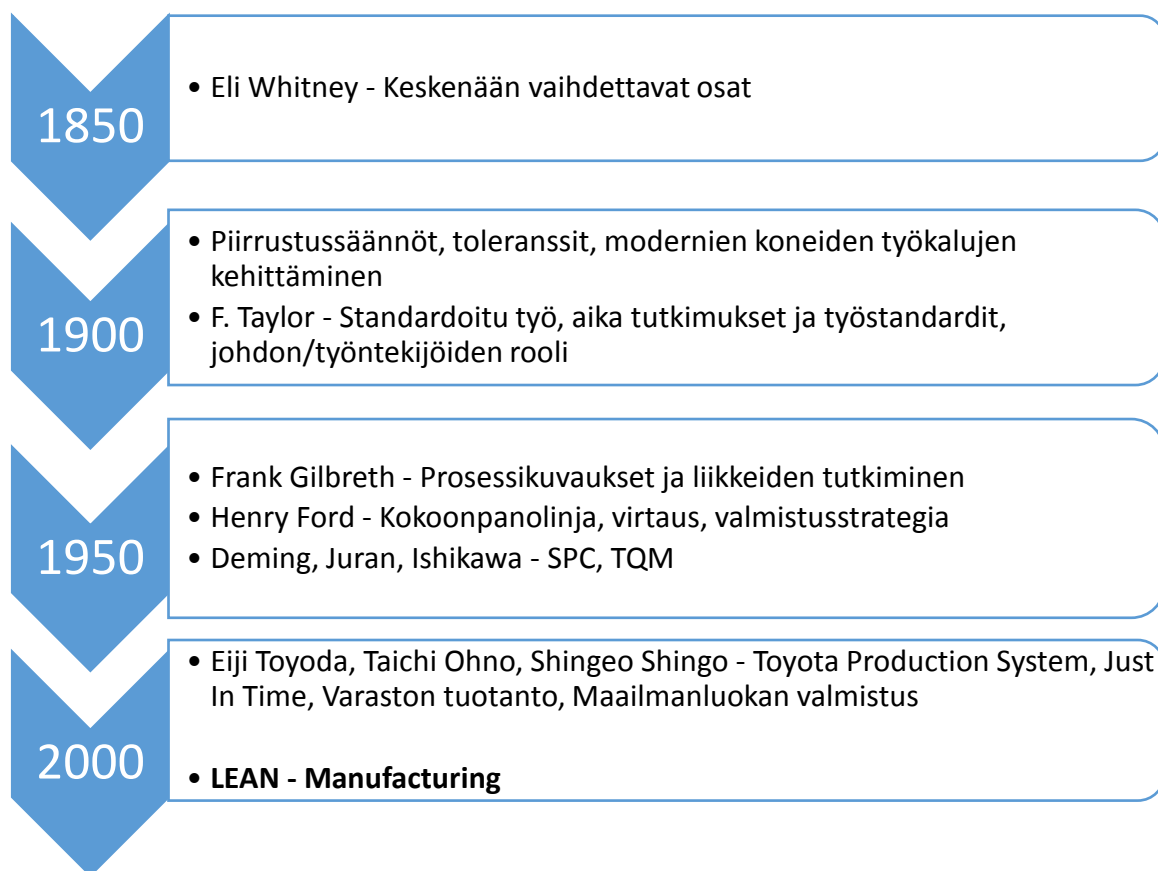 1850
• Eli Whitney - Keskenään vaihdettavat osat
1900
• Piirrustussäännöt, toleranssit, modernien koneiden työkalujen
kehittäminen
• F. Taylor - Standardoitu työ, aika tutkimukset ja työstandardit,
johdon/työntekijöiden rooli
1950
• Frank Gilbreth - Prosessikuvaukset ja liikkeiden tutkiminen
• Henry Ford - Kokoonpanolinja, virtaus, valmistusstrategia
• Deming, Juran, Ishikawa - SPC, TQM
2000
• Eiji Toyoda, Taichi Ohno, Shingeo Shingo - Toyota Production System, Just
In Time, Varaston tuotanto, Maailmanluokan valmistus
• LEAN - Manufacturing